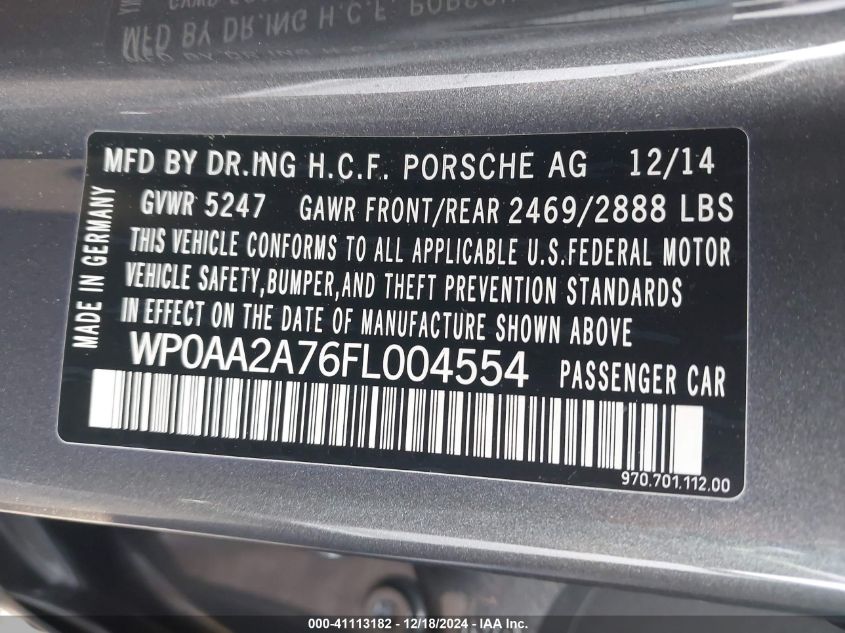 MFD BY DR.ING H.C.F. PORSCHE AG 12/14
GVWR 5247 GAWR FRONT/REAR 2469/2888 LBS
THIS VEHICLE CONFORMS TO ALL APPLICABLE U.S.FEDERAL MOTOR
VEHICLE SAFETY,BUMPER,AND THEFT PREVENTION STANDARDS
IN EFFECT ON THE DATE OF MANUFACTURE SHOWN ABOVE
WP0AA2A76FL004554 PASSENGER CAR
970.701.112.00
MADE IN GERMANY
000-41113182 - 12/18/2024 - IAA Inc.